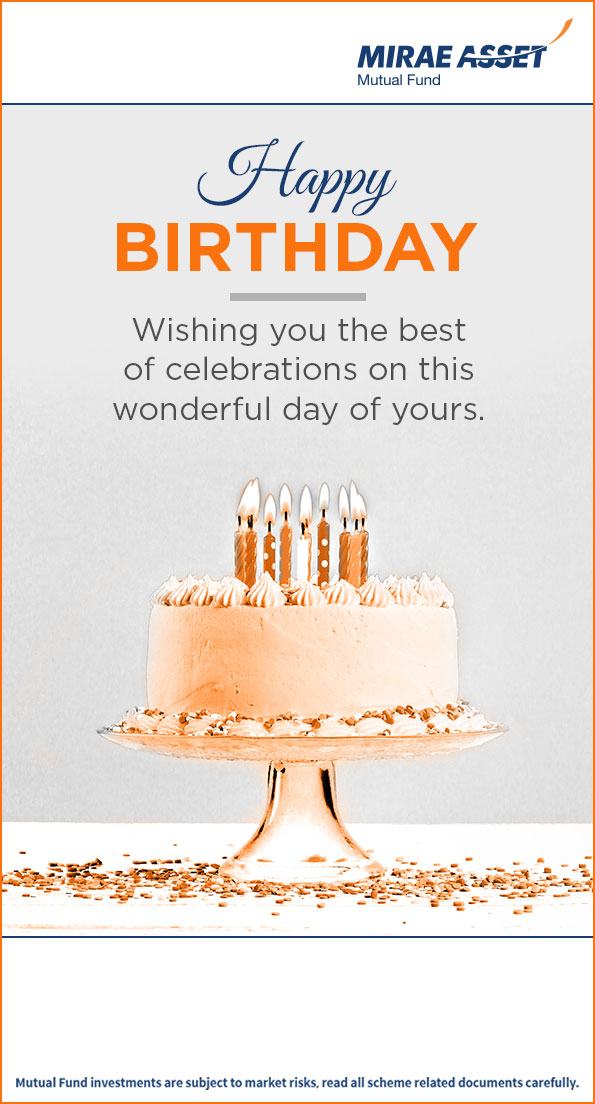 MIRAE ASSET
Mutual Fund
Happy
BIRTHDAY
Wishing you the best
of celebrations on this
wonderful day of yours.
Mutual Fund investments are subject to market risks, read all scheme related documents carefully.